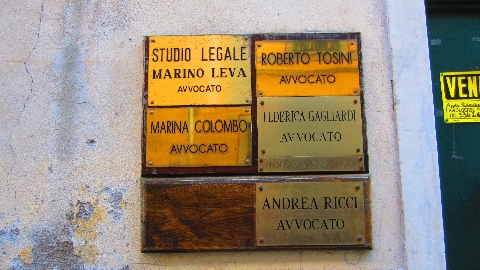 STUDIO LEGALE
MARINO LEVA
AVVOCATO
ROBERTO TOSINI
AVVOCATO
MARINA COLOMBO
AVVOCATO
FEDERICA GAGLIARDI
AVVOCATO
ANDREA RICCI
AVVOCATO
VEN